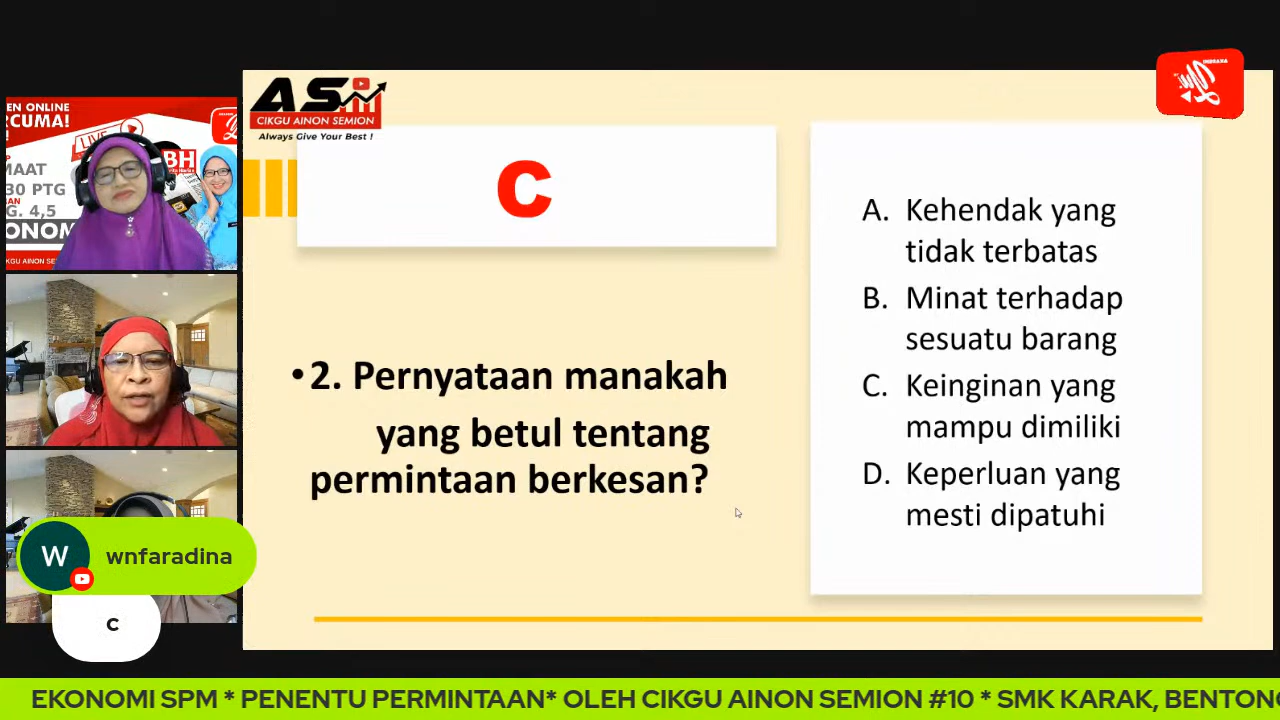 EN ONLINE
RCUMA!
LIVE
BH
MAAT
30 PTG
G. 4,5
ONOM
CIKGU AINON SE
AS
CIKGU AINON SEMION
Always Give Your Best !
C
• 2. Pernyataan manakah
yang betul tentang
permintaan berkesan?
A. Kehendak yang
tidak terbatas
B. Minat terhadap
sesuatu barang
C. Keinginan yang
mampu dimiliki
D. Keperluan yang
mesti dipatuhi
W wnfaradina
c
EKONOMI SPM * PENENTU PERMINTAAN* OLEH CIKGU AINON SEMION #10 * SMK KARAK, BENTONG